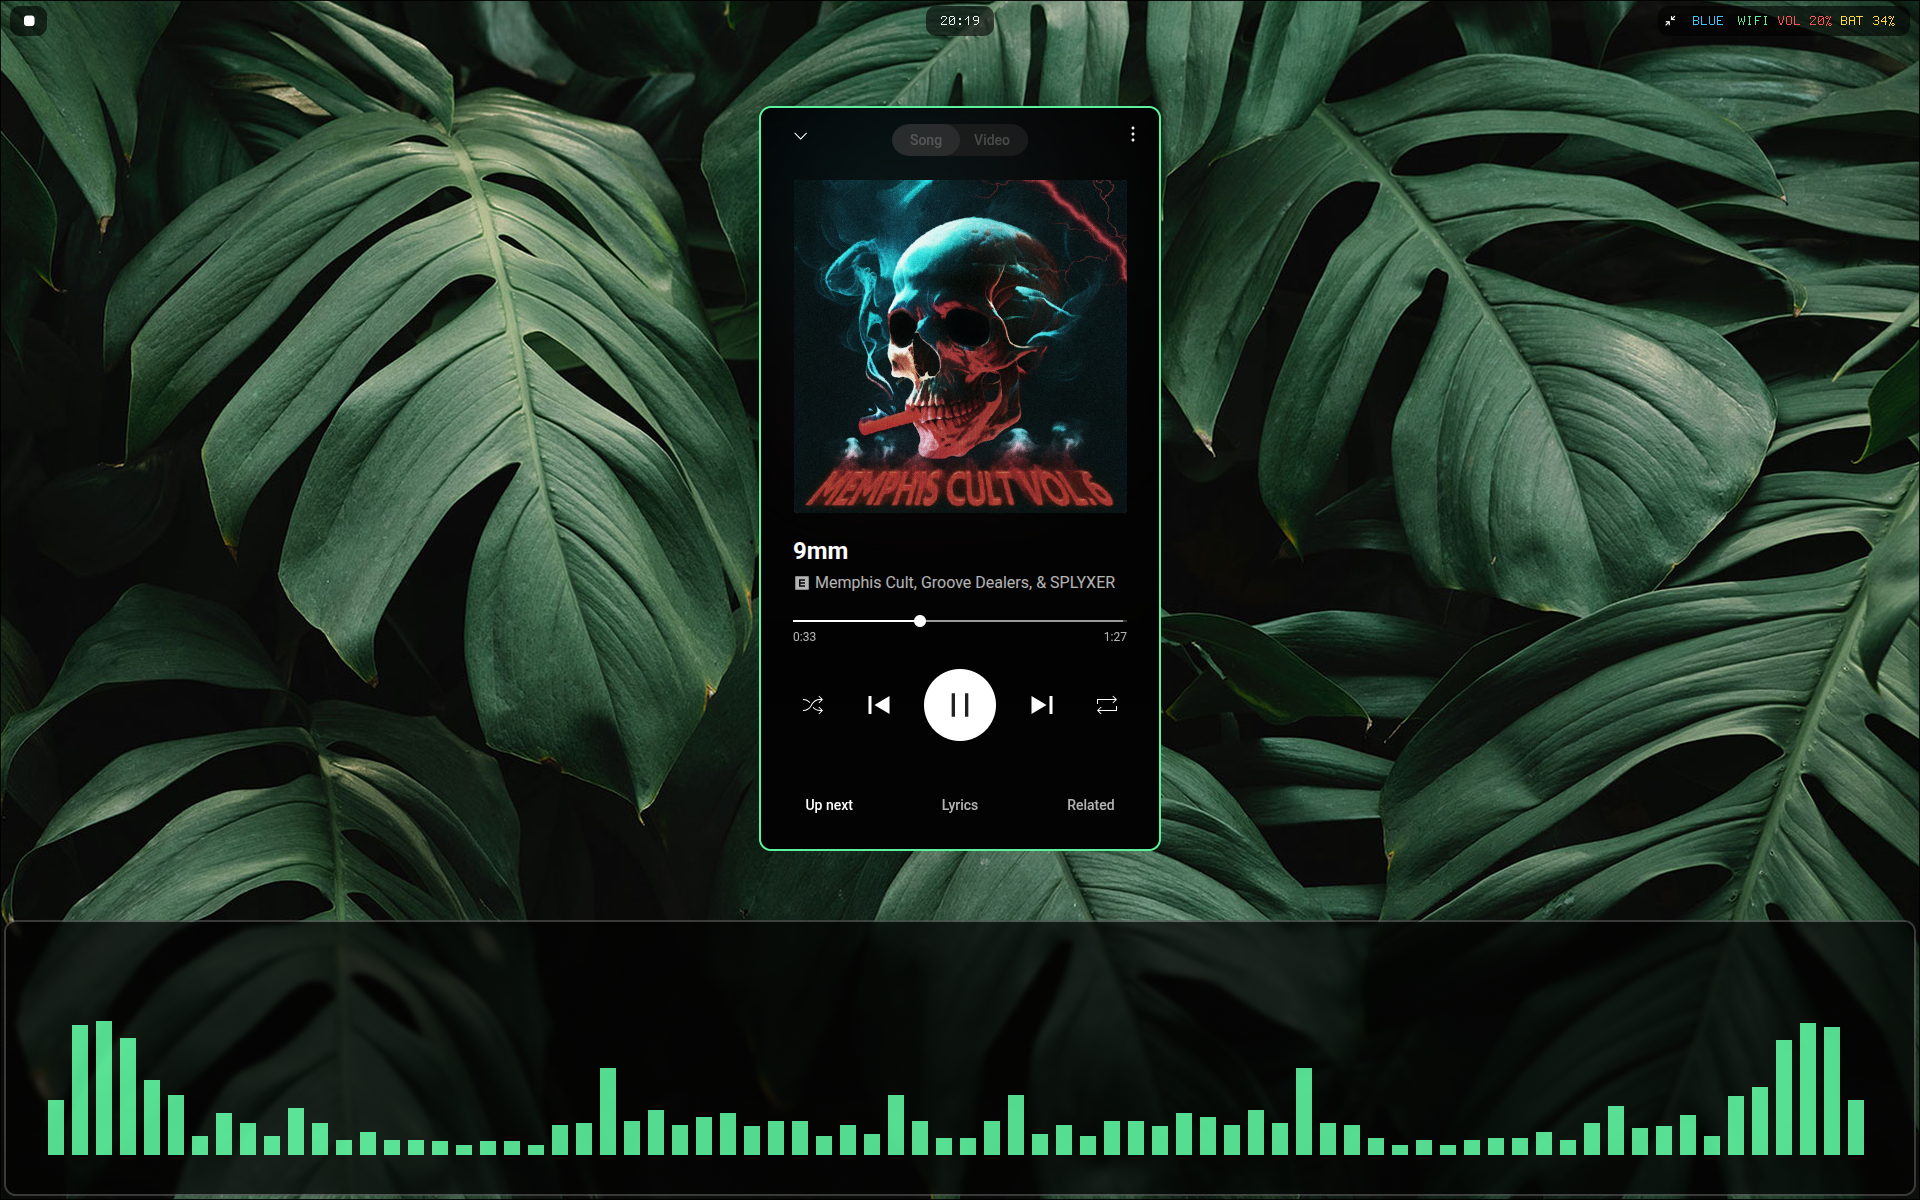 20:19
BLUE WIFI VOL 20% BAT 34%
Song Video
MEMPHIS CULT VOL.6
9mm
E Memphis Cult, Groove Dealers, & SPLYXER
0:33 1:27
Up next Lyrics Related